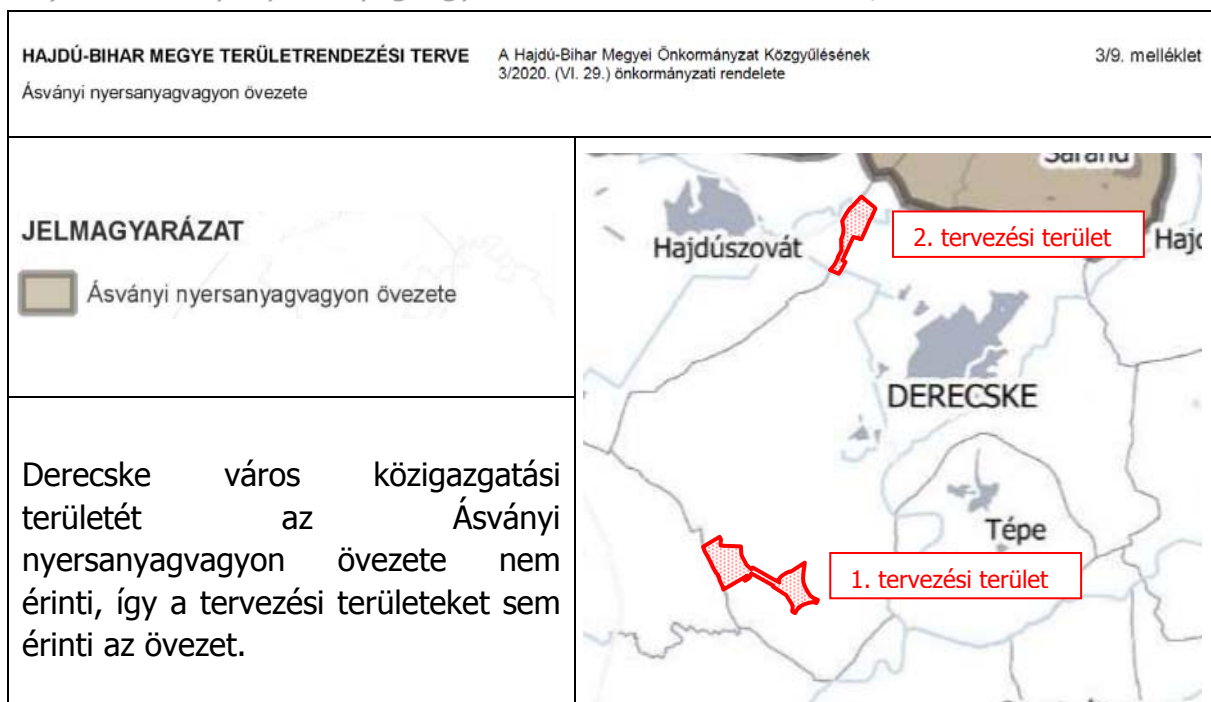 HAJDÚ-BIHAR MEGYE TERÜLETRENDEZÉSI TERVE
Ásványi nyersanyagvagyon övezete
A Hajdú-Bihar Megyei Önkormányzat Közgyűlésének
3/2020. (VI. 29.) önkormányzati rendelete
3/9. melléklet
JELMAGYARÁZAT
Ásványi nyersanyagvagyon övezete
Derecske város közigazgatási
területét az Ásványi
nyersanyagvagyon övezete nem
érinti, így a tervezési területeket sem
érinti az övezet.
Hajdúszovát
2. tervezési terület
DERECSKE
Tépe
1. tervezési terület